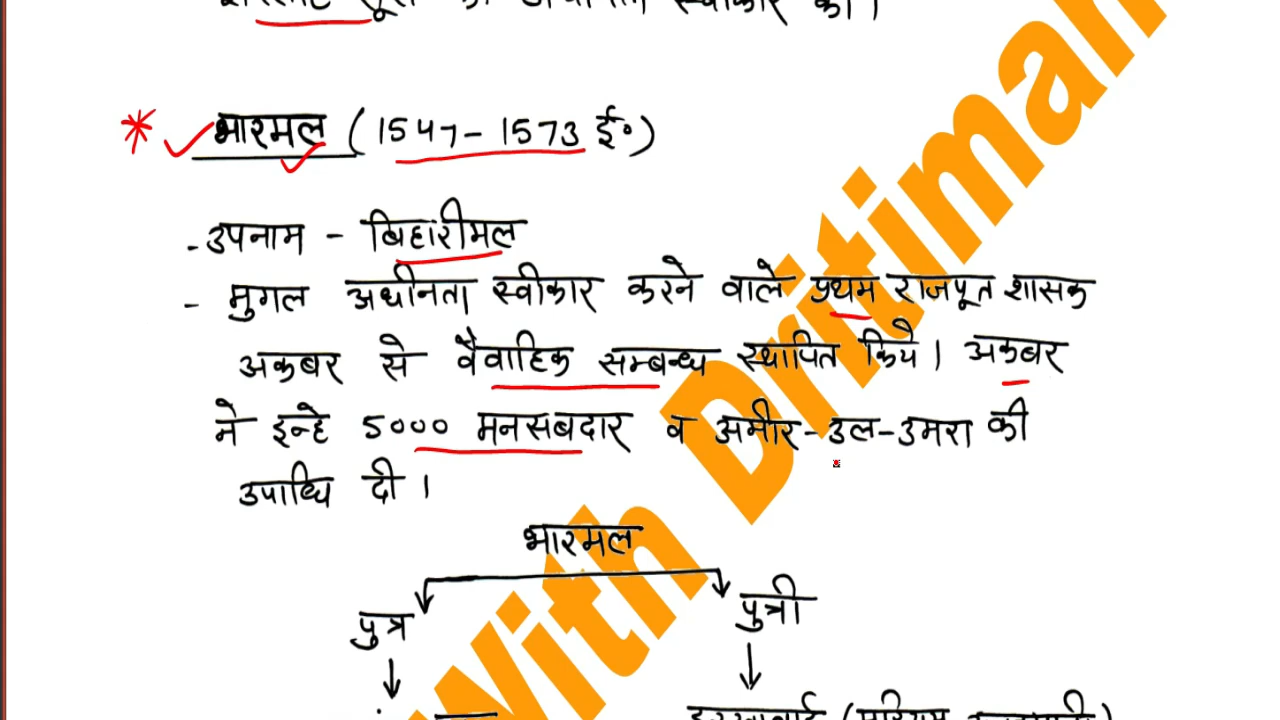 की स्वीकार की।
* भारमल (1547 - 1573 ई०)
- उपनाम - बिहारीमल
- मुगल अधीनता स्वीकार करने वाले प्रथम राजपूत शासक
अकबर से वैवाहिक सम्बन्ध स्थापित किये। अकबर
ने इन्हे 5000 मनसबदार व अमीर-उल-उमरा की
उपाधि दी।
भारमल
पुत्र पुत्री
with Dritiman